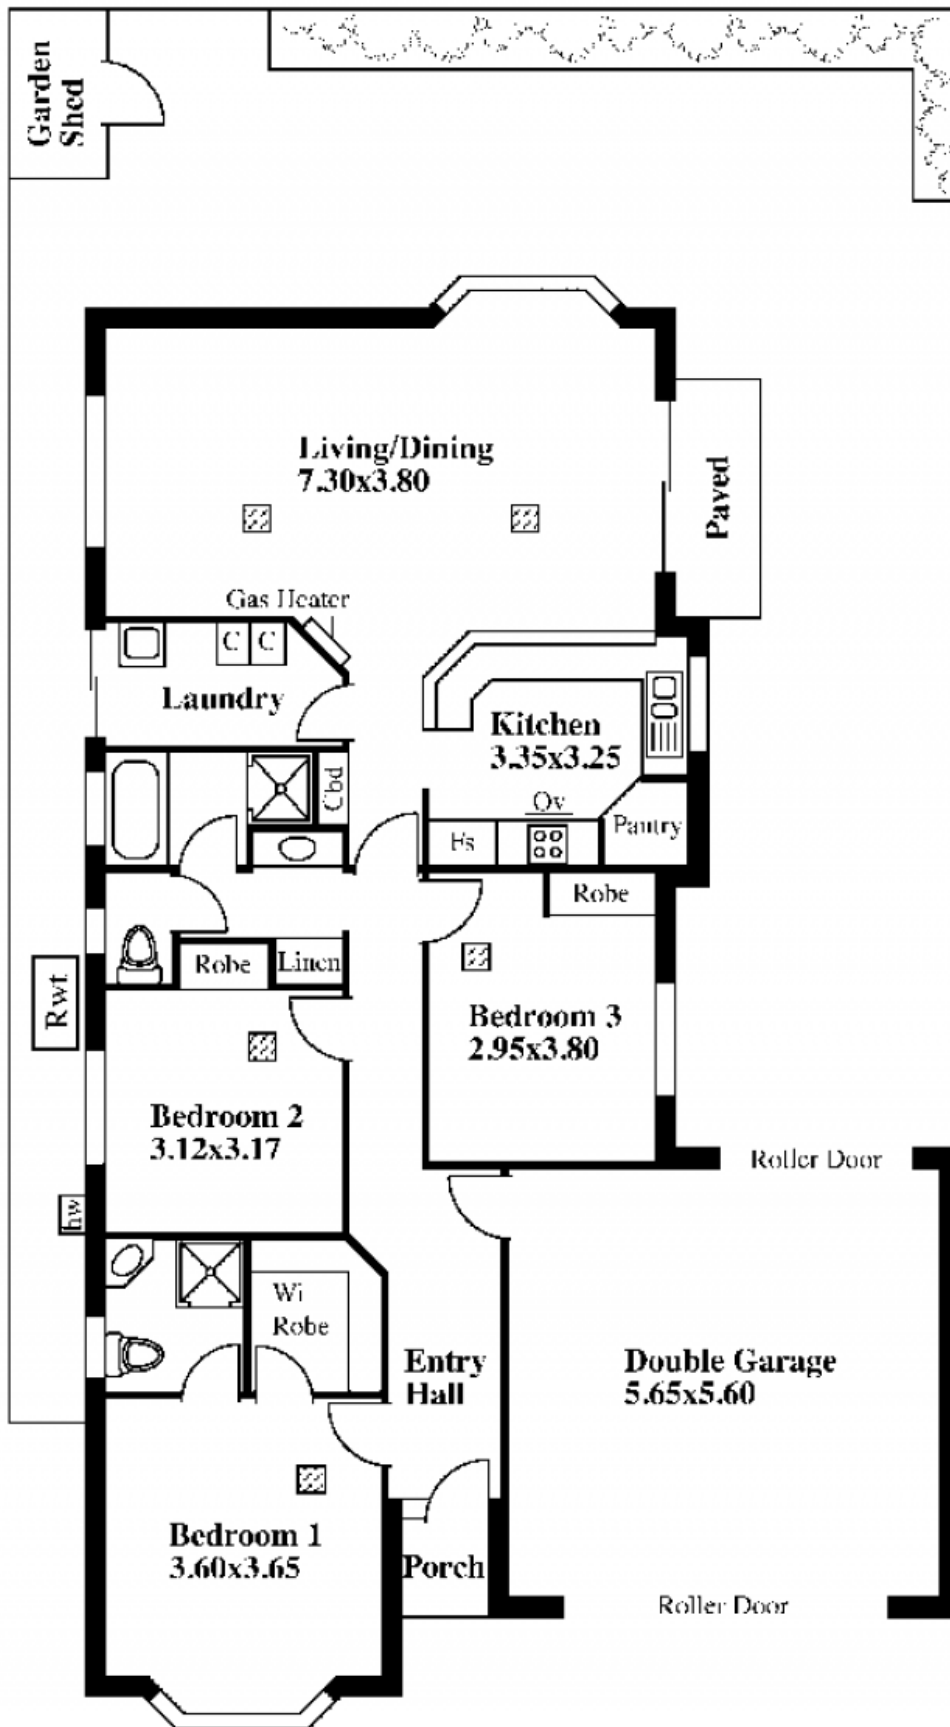 Garden
Shed
Living/Dining
7.30x3.80
Paved
Gas Heater
C
C
Laundry
Kitchen
3.35x3.25
Cbd
Ov
Fs
Pantry
Robe
Robe
Linen
Rwt
Bedroom 3
2.95x3.80
Bedroom 2
3.12x3.17
Roller Door
hw
Wi
Robe
Entry
Hall
Double Garage
5.65x5.60
Bedroom 1
3.60x3.65
Porch
Roller Door